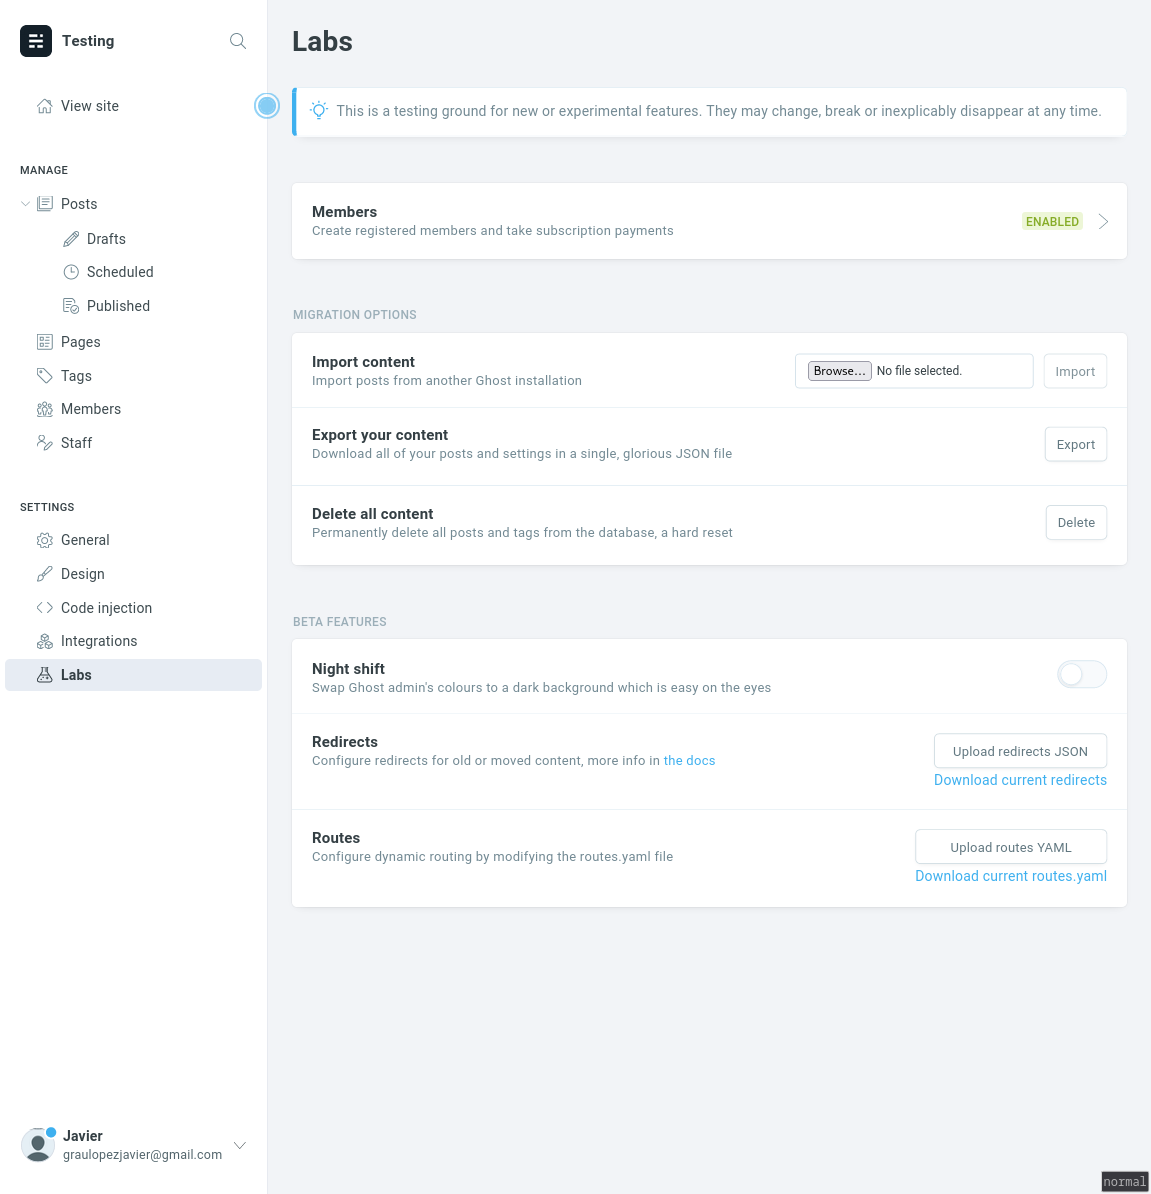 Testing
View site
MANAGE
Posts
Drafts
Scheduled
Published
Pages
Tags
Members
Staff
SETTINGS
General
Design
Code injection
Integrations
Labs
Javier
graulopezjavier@gmail.com
Labs
This is a testing ground for new or experimental features. They may change, break or inexplicably disappear at any time.
Members
Create registered members and take subscription payments
ENABLED
MIGRATION OPTIONS
Import content
Import posts from another Ghost installation
Browse... No file selected.
Import
Export your content
Download all of your posts and settings in a single, glorious JSON file
Export
Delete all content
Permanently delete all posts and tags from the database, a hard reset
Delete
BETA FEATURES
Night shift
Swap Ghost admin's colours to a dark background which is easy on the eyes
Redirects
Configure redirects for old or moved content, more info in the docs
Upload redirects JSON
Download current redirects
Routes
Configure dynamic routing by modifying the routes.yaml file
Upload routes YAML
Download current routes.yaml
normal